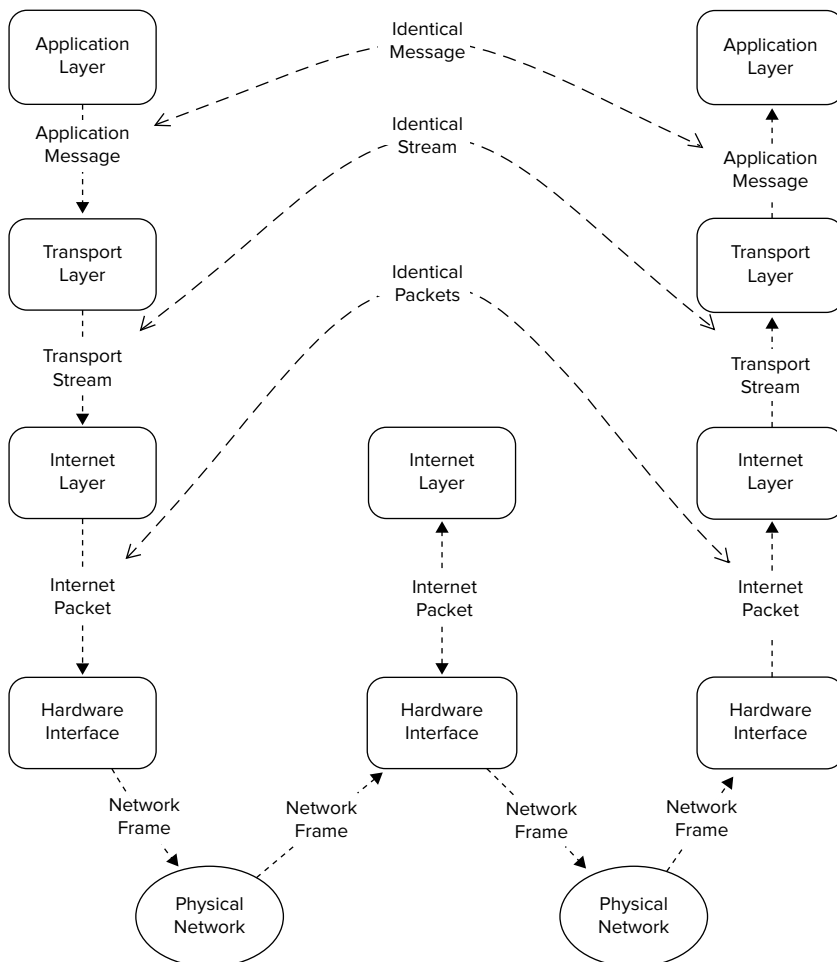 Application
Layer
Identical
Message
Application
Layer
Application
Message
Identical
Stream
Application
Message
Transport
Layer
Identical
Packets
Transport
Layer
Transport
Stream
Transport
Stream
Internet
Layer
Internet
Layer
Internet
Layer
Internet
Packet
Internet
Packet
Internet
Packet
Hardware
Interface
Hardware
Interface
Hardware
Interface
Network
Frame
Network
Frame
Network
Frame
Network
Frame
Physical
Network
Physical
Network